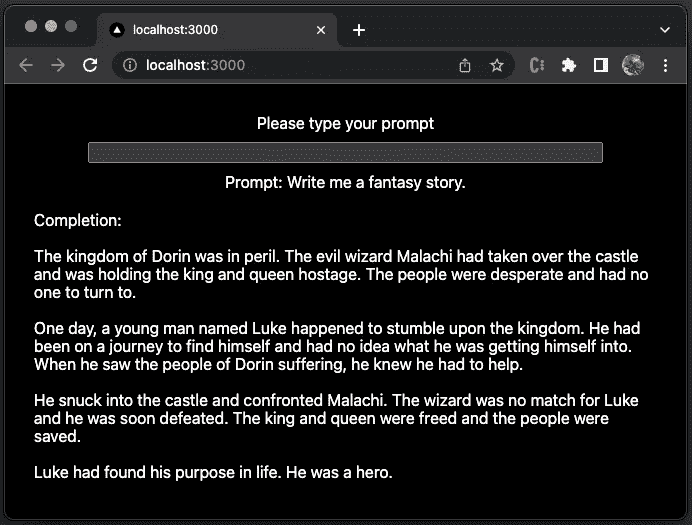 localhost:3000
localhost:3000
Please type your prompt
Prompt: Write me a fantasy story.
Completion:
The kingdom of Dorin was in peril. The evil wizard Malachi had taken over the castle
and was holding the king and queen hostage. The people were desperate and had no
one to turn to.
One day, a young man named Luke happened to stumble upon the kingdom. He had
been on a journey to find himself and had no idea what he was getting himself into.
When he saw the people of Dorin suffering, he knew he had to help.
He snuck into the castle and confronted Malachi. The wizard was no match for Luke
and he was soon defeated. The king and queen were freed and the people were
saved.
Luke had found his purpose in life. He was a hero.